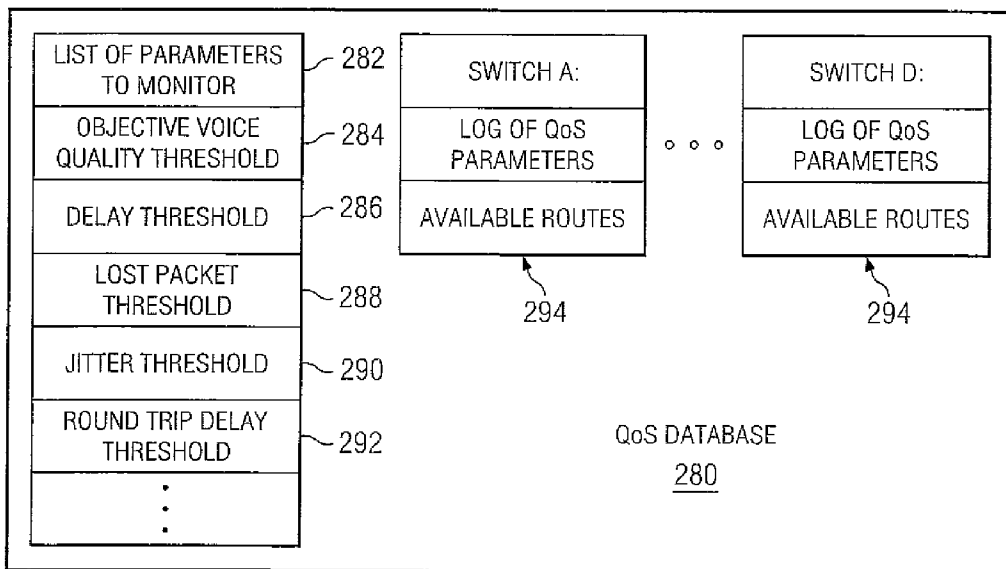 LIST OF PARAMETERS
TO MONITOR
282
OBJECTIVE VOICE
QUALITY THRESHOLD
284
DELAY THRESHOLD
286
LOST PACKET
THRESHOLD
288
JITTER THRESHOLD
290
ROUND TRIP DELAY
THRESHOLD
292
SWITCH A:
LOG OF QoS
PARAMETERS
AVAILABLE ROUTES
294
SWITCH D:
LOG OF QoS
PARAMETERS
AVAILABLE ROUTES
294
QoS DATABASE
280